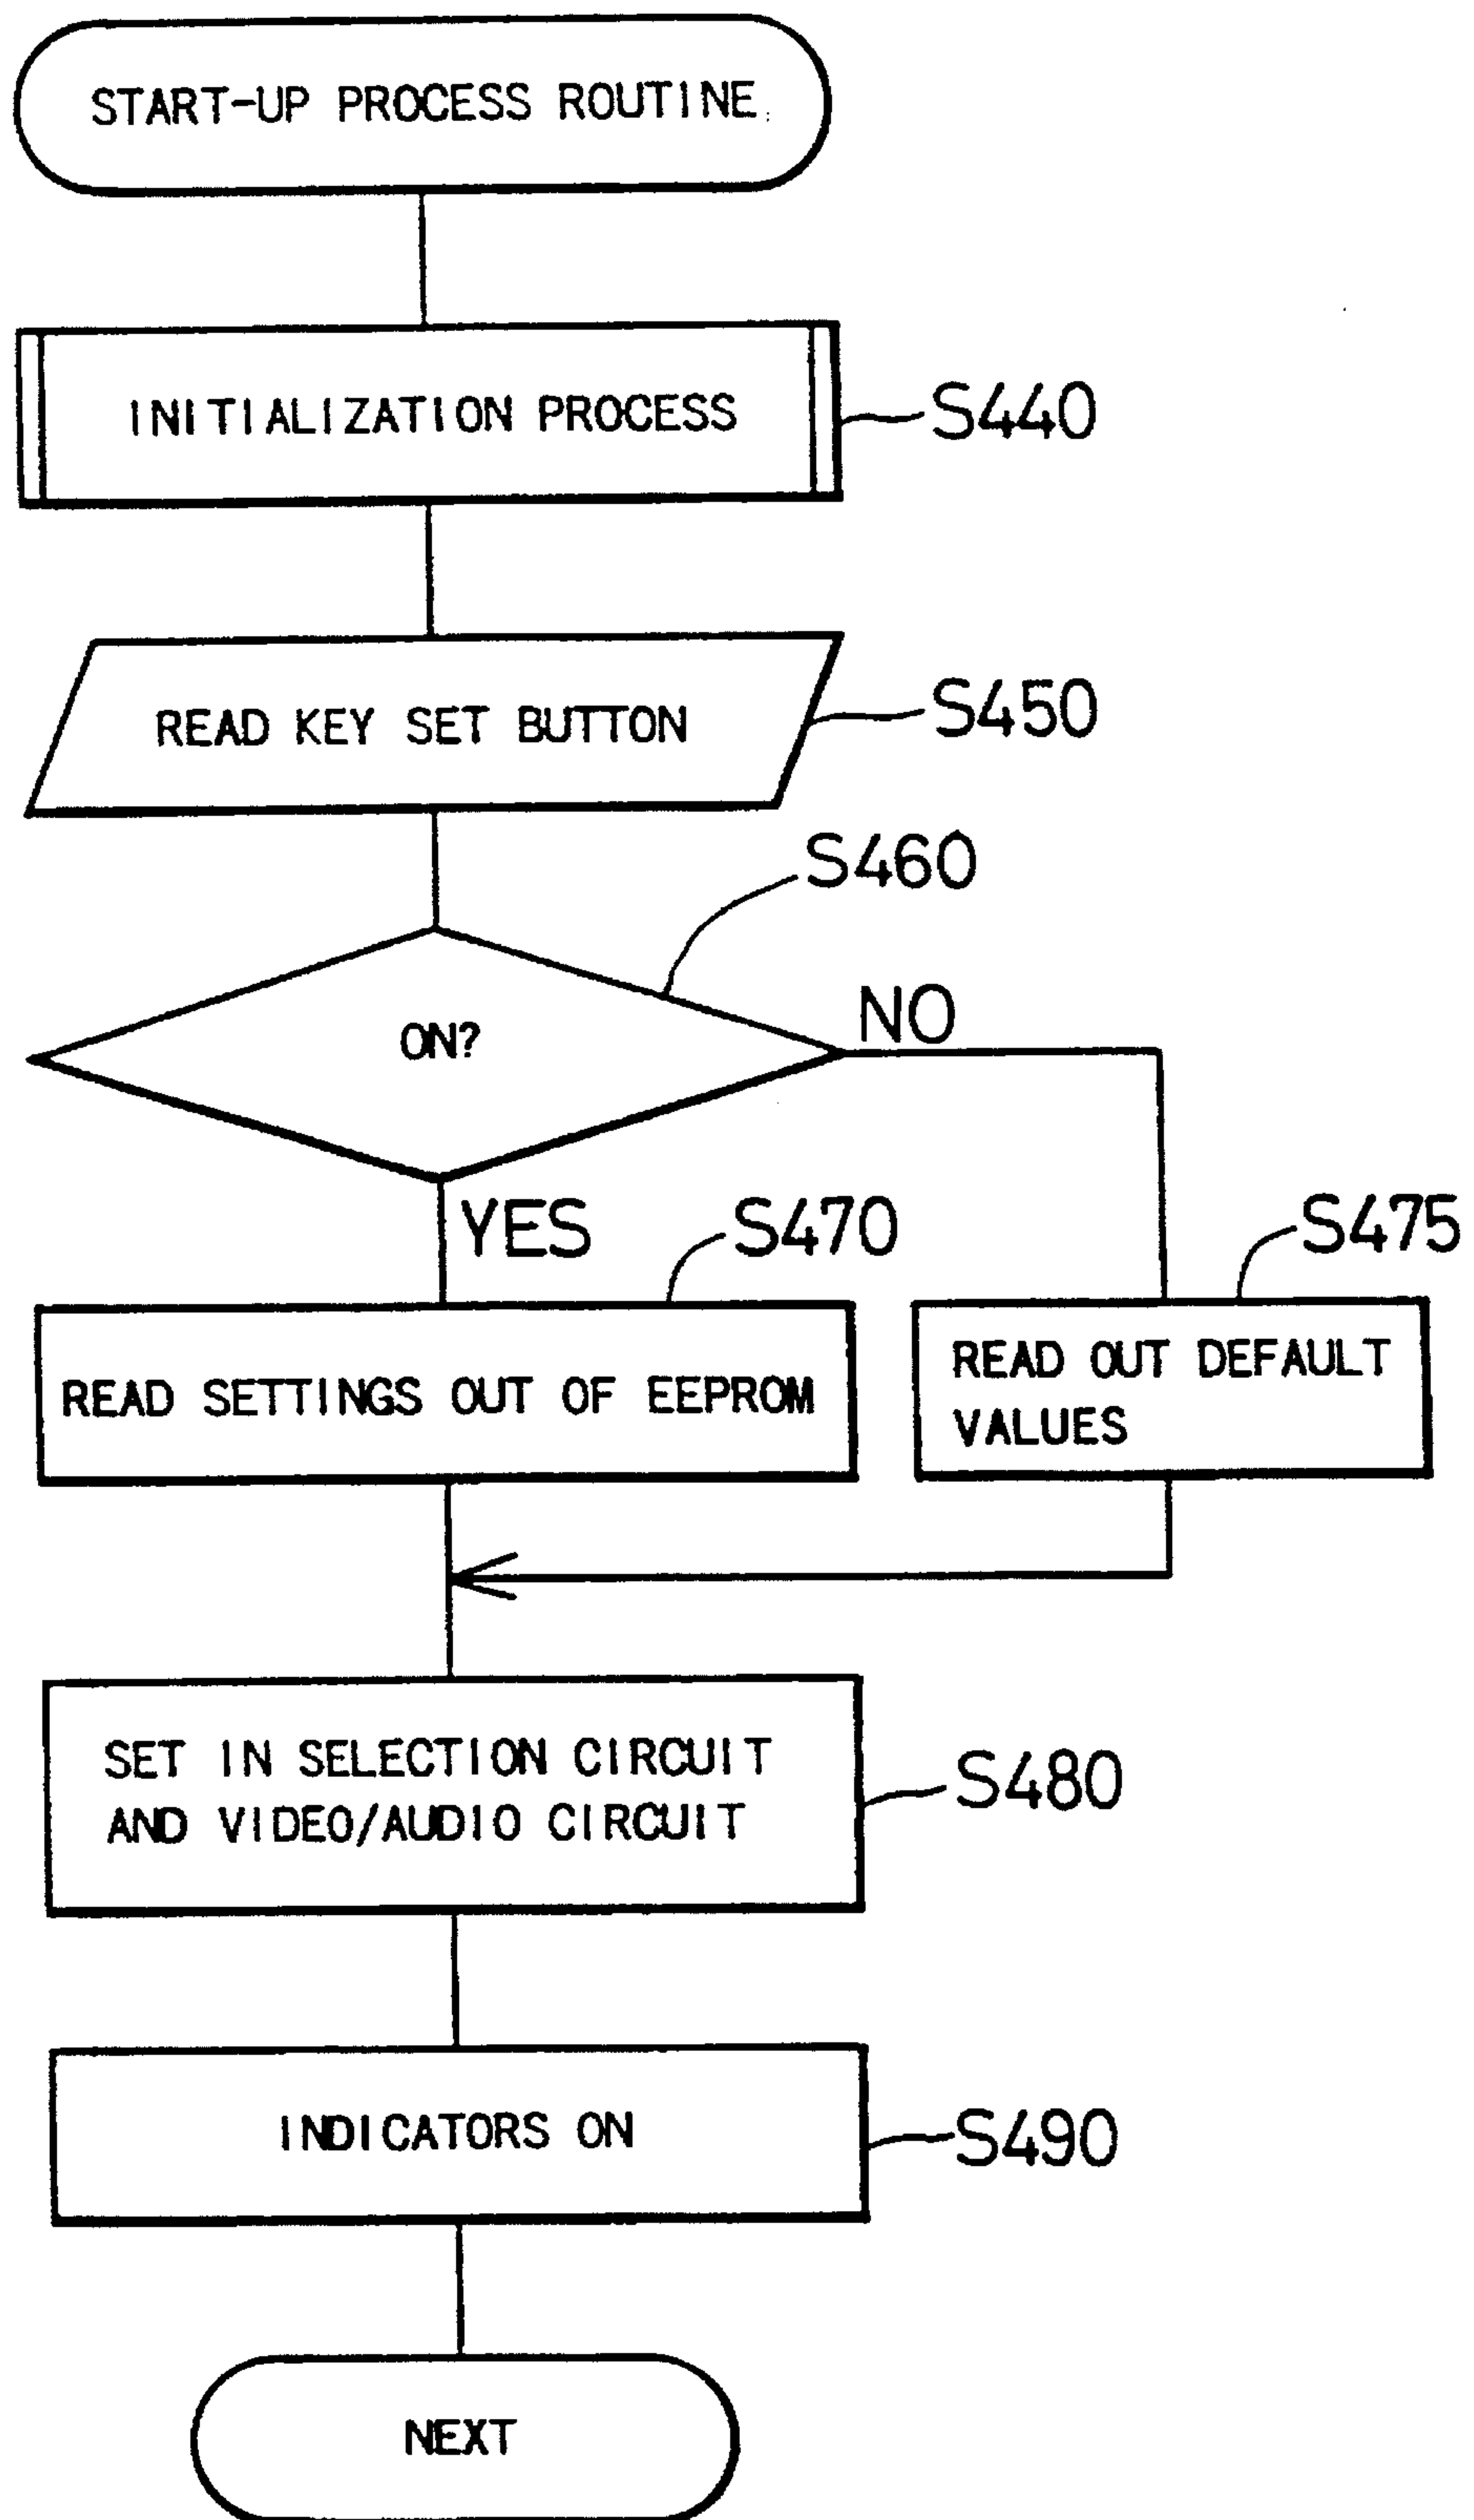 START-UP PROCESS ROUTINE
INITIALIZATION PROCESS
S440
READ KEY SET BUTTON
S450
S460
ON?
NO
YES
S470
S475
READ SETTINGS OUT OF EEPROM
READ OUT DEFAULT
VALUES
SET IN SELECTION CIRCUIT
AND VIDEO/AUDIO CIRCUIT
S480
INDICATORS ON
S490
NEXT